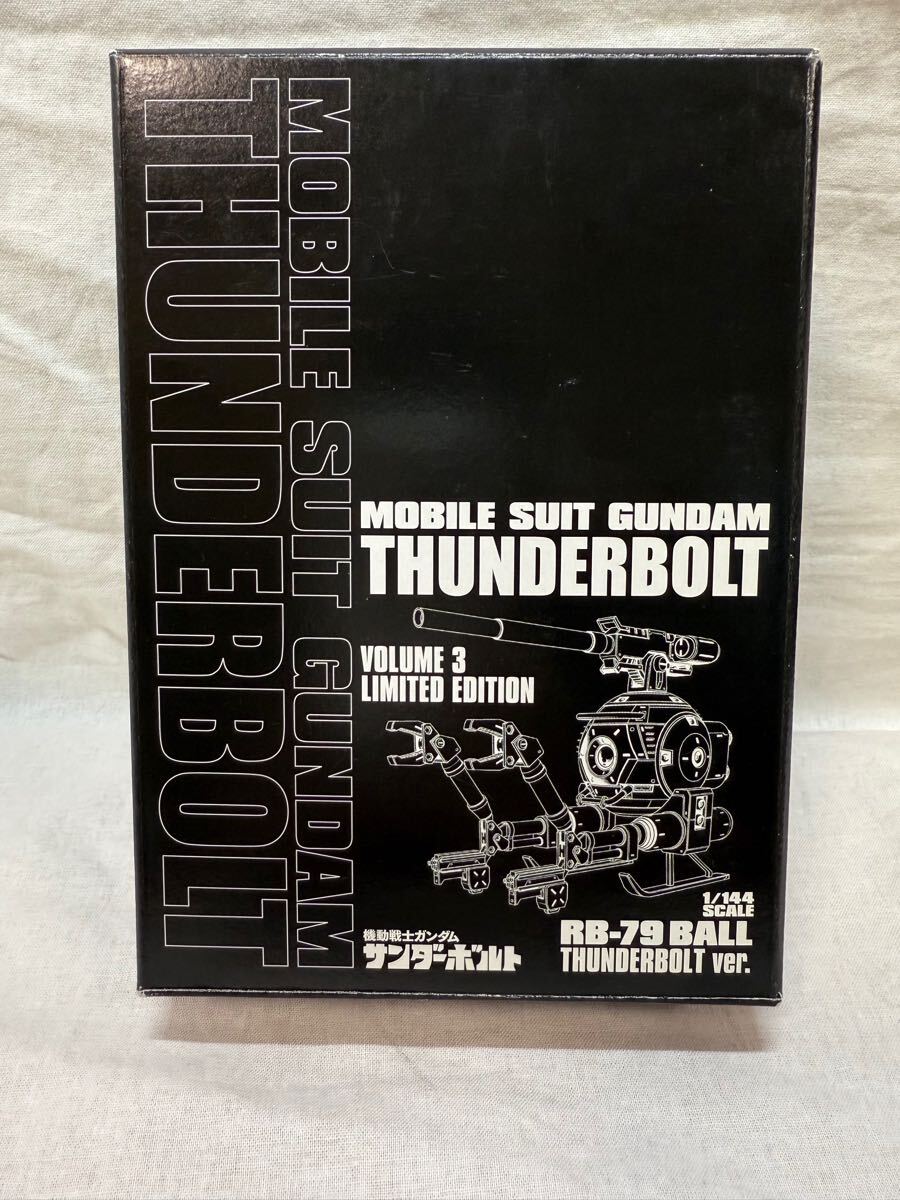 MOBILE SUIT GUNDAM
THUNDERBOLT
MOBILE SUIT GUNDAM
THUNDERBOLT
VOLUME 3
LIMITED EDITION
1/144
SCALE
機動戦士ガンダム
サンダーボルト
RB-79 BALL
THUNDERBOLT ver.